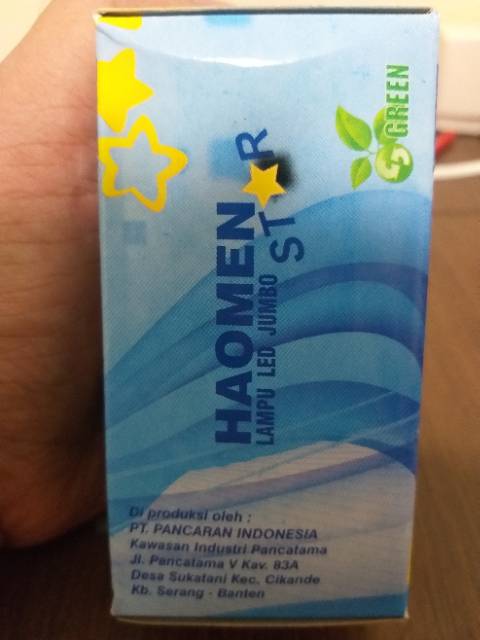 GREEN
HAOMEN STAR
LAMPU LED JUMBO
Di produksi oleh ;
PT. PANCARAN INDONESIA
Kawasan Industri Pancatama
Jl. Pancatama V Kav. 83A
Desa Sukatani Kec. Cikande
Kb. Serang - Banten